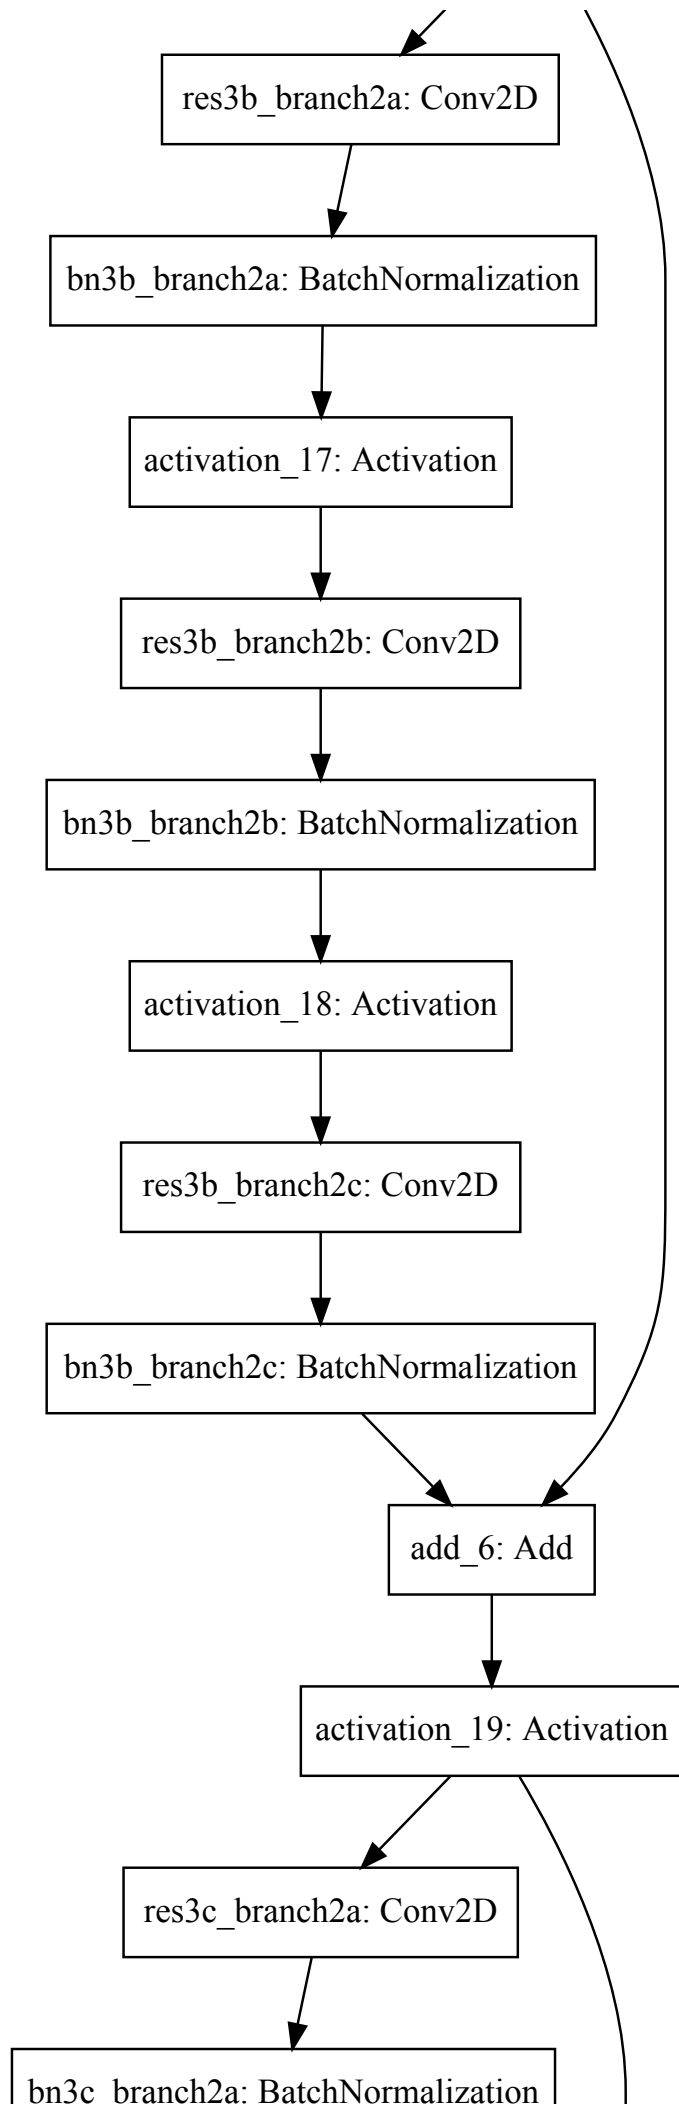 res3b_branch2a: Conv2D
bn3b_branch2a: BatchNormalization
activation_17: Activation
res3b_branch2b: Conv2D
bn3b_branch2b: BatchNormalization
activation_18: Activation
res3b_branch2c: Conv2D
bn3b_branch2c: BatchNormalization
add_6: Add
activation_19: Activation
res3c_branch2a: Conv2D
bn3c_branch2a: BatchNormalization